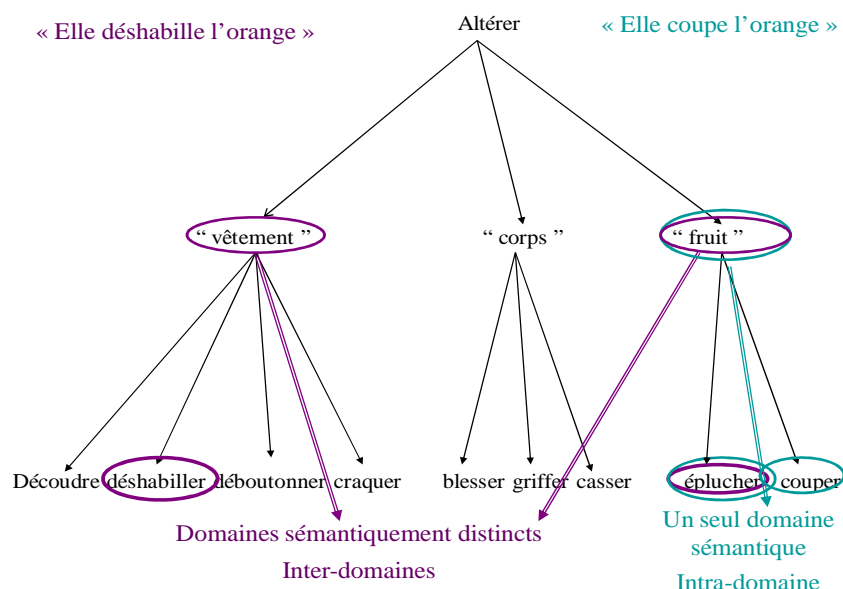 « Elle déshabille l’orange »
Altérer
« Elle coupe l’orange »
“ vêtement ”
“ corps ”
“ fruit ”
Découdre déshabiller déboutonner craquer
blesser griffer casser
éplucher couper
Domaines sémantiquement distincts
Inter-domaines
Un seul domaine
sémantique
Intra-domaine